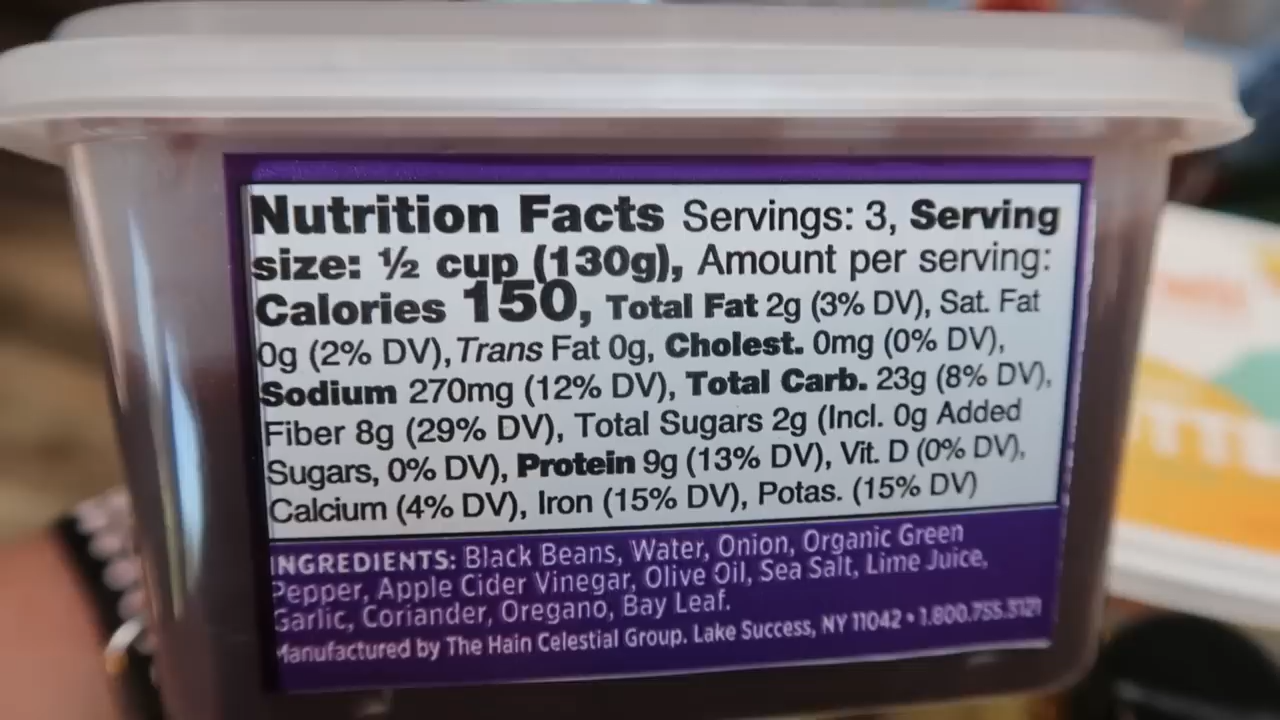 Nutrition Facts Servings: 3, Serving
size: ½ cup (130g), Amount per serving:
Calories 150, Total Fat 2g (3% DV), Sat. Fat
0g (2% DV), Trans Fat 0g, Cholest. 0mg (0% DV),
Sodium 270mg (12% DV), Total Carb. 23g (8% DV),
Fiber 8g (29% DV), Total Sugars 2g (Incl. 0g Added
Sugars, 0% DV), Protein 9g (13% DV), Vit. D (0% DV),
Calcium (4% DV), Iron (15% DV), Potas. (15% DV)
INGREDIENTS: Black Beans, Water, Onion, Organic Green
Pepper, Apple Cider Vinegar, Olive Oil, Sea Salt, Lime Juice,
Garlic, Coriander, Oregano, Bay Leaf.
Manufactured by The Hain Celestial Group. Lake Success, NY 11042 • 1.800.755.3121